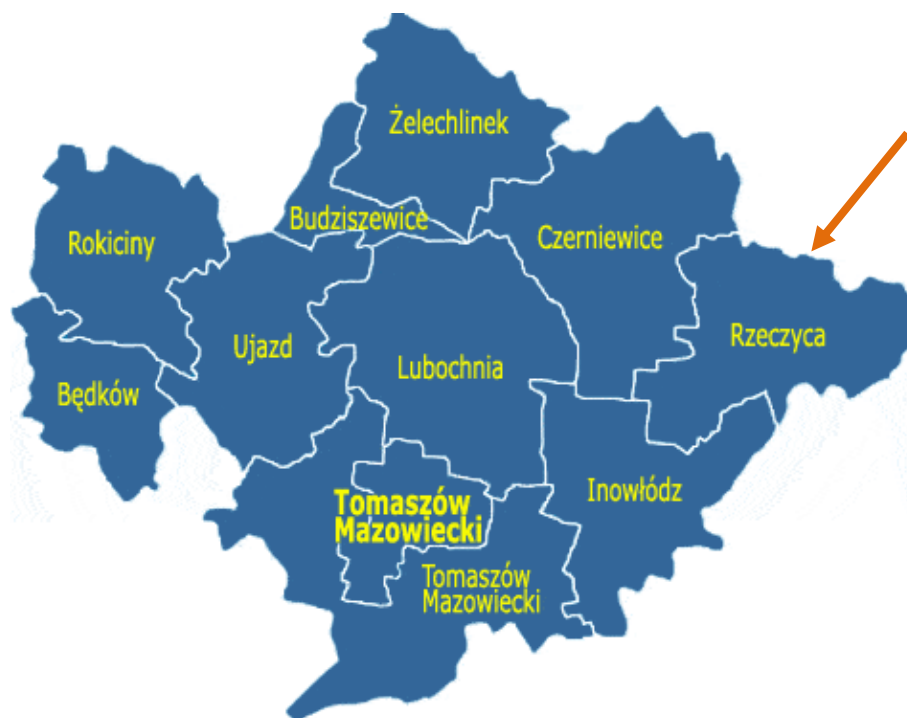 Żelechlinek
Budziszewice
Rokiciny
Czerniewice
Ujazd
Rzeczyca
Lubochnia
Będków
Inowłódz
Tomaszów
Mazowiecki
Tomaszów
Mazowiecki